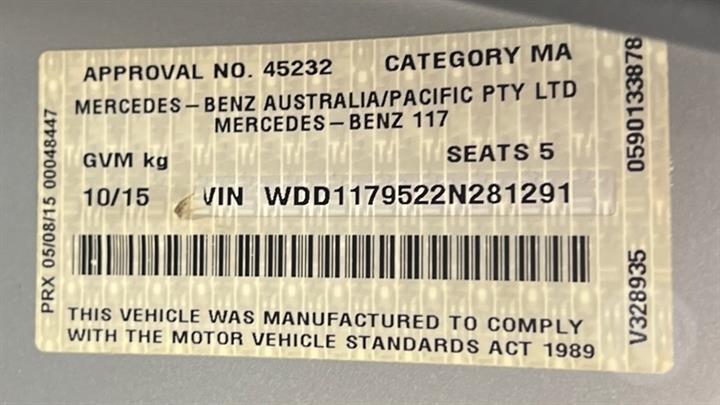 APPROVAL NO. 45232 CATEGORY MA
MERCEDES-BENZ AUSTRALIA/PACIFIC PTY LTD
MERCEDES-BENZ 117
GVM kg SEATS 5
10/15 VIN WDD1179522N281291
THIS VEHICLE WAS MANUFACTURED TO COMPLY
WITH THE MOTOR VEHICLE STANDARDS ACT 1989
PRX 05/08/15 00048447
0590133878
V328935